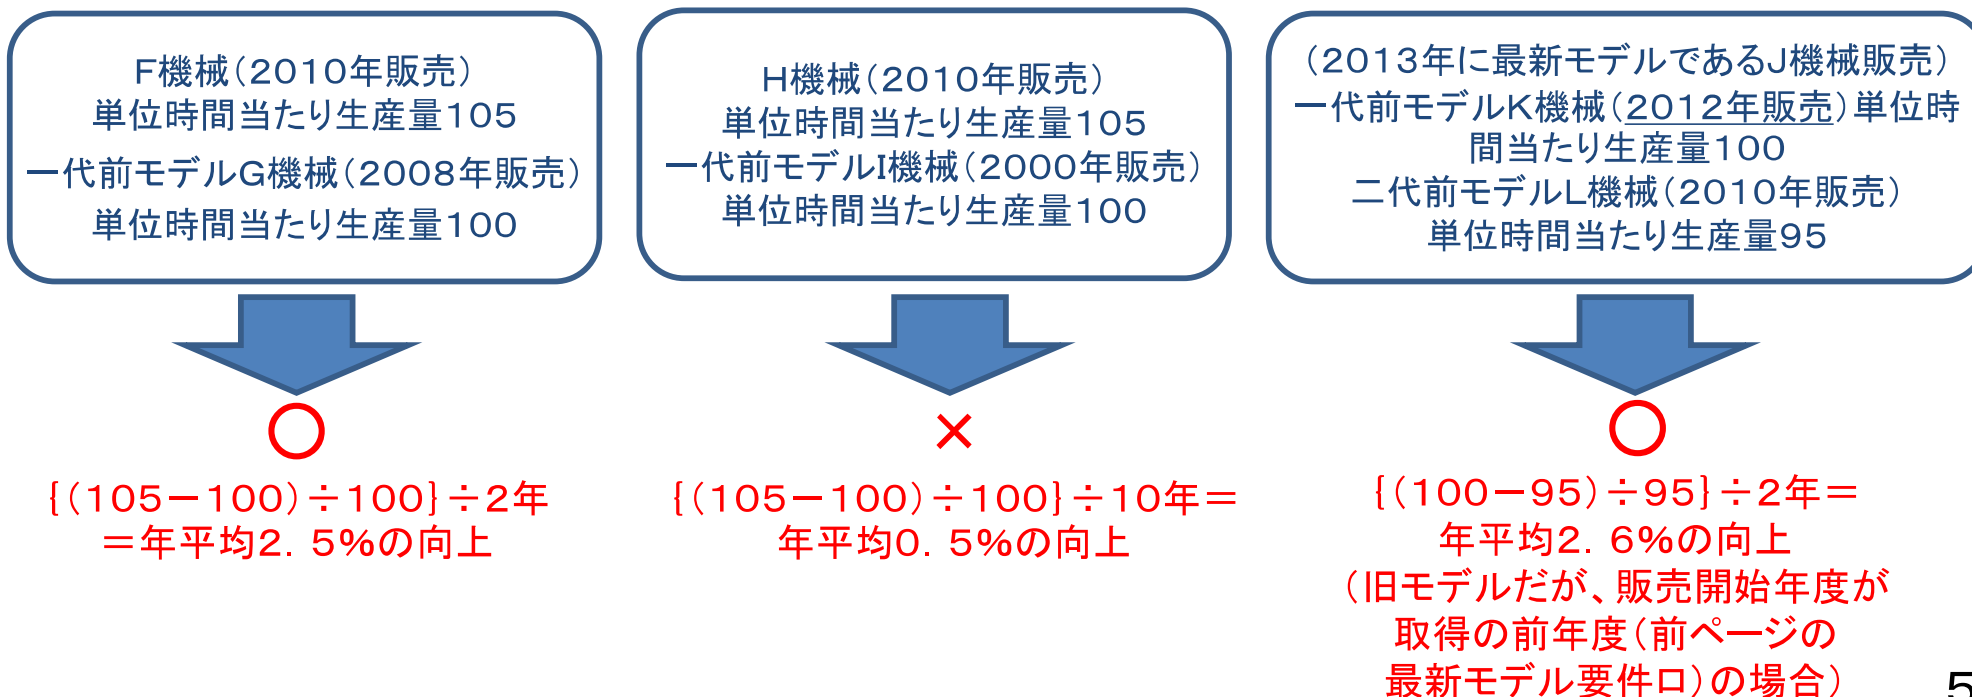 F機械(2010年販売)
単位時間当たり生産量105
一代前モデルG機械(2008年販売)
単位時間当たり生産量100
○
{(105-100)÷100}÷2年
=年平均2.5%の向上
H機械(2010年販売)
単位時間当たり生産量105
一代前モデルI機械(2000年販売)
単位時間当たり生産量100
×
{(105-100)÷100}÷10年=
年平均0.5%の向上
(2013年に最新モデルであるJ機械販売)
一代前モデルK機械(2012年販売)単位時
間当たり生産量100
二代前モデルL機械(2010年販売)
単位時間当たり生産量95
○
{(100-95)÷95}÷2年=
年平均2.6%の向上
(旧モデルだが、販売開始年度が
取得の前年度(前ページの
最新モデル要件ロ)の場合)
5